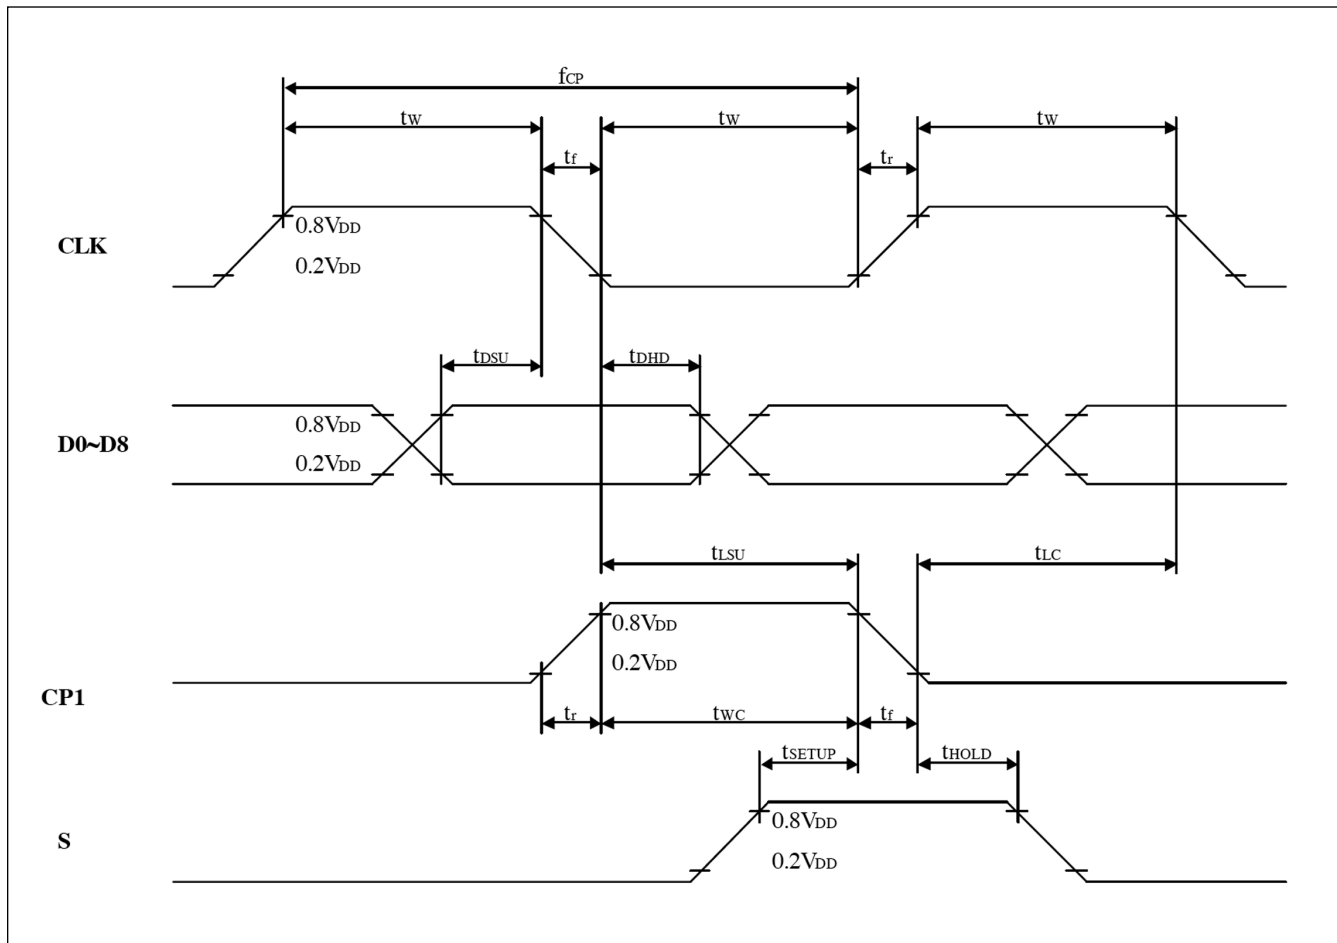 fCP
tW tW tW
tf tr
CLK
0.8VDD
0.2VDD
tDSU tDHD
D0~D8
0.8VDD
0.2VDD
tLSU tLC
CP1
0.8VDD
0.2VDD
tr tWC tf
tSETUP tHOLD
S
0.8VDD
0.2VDD